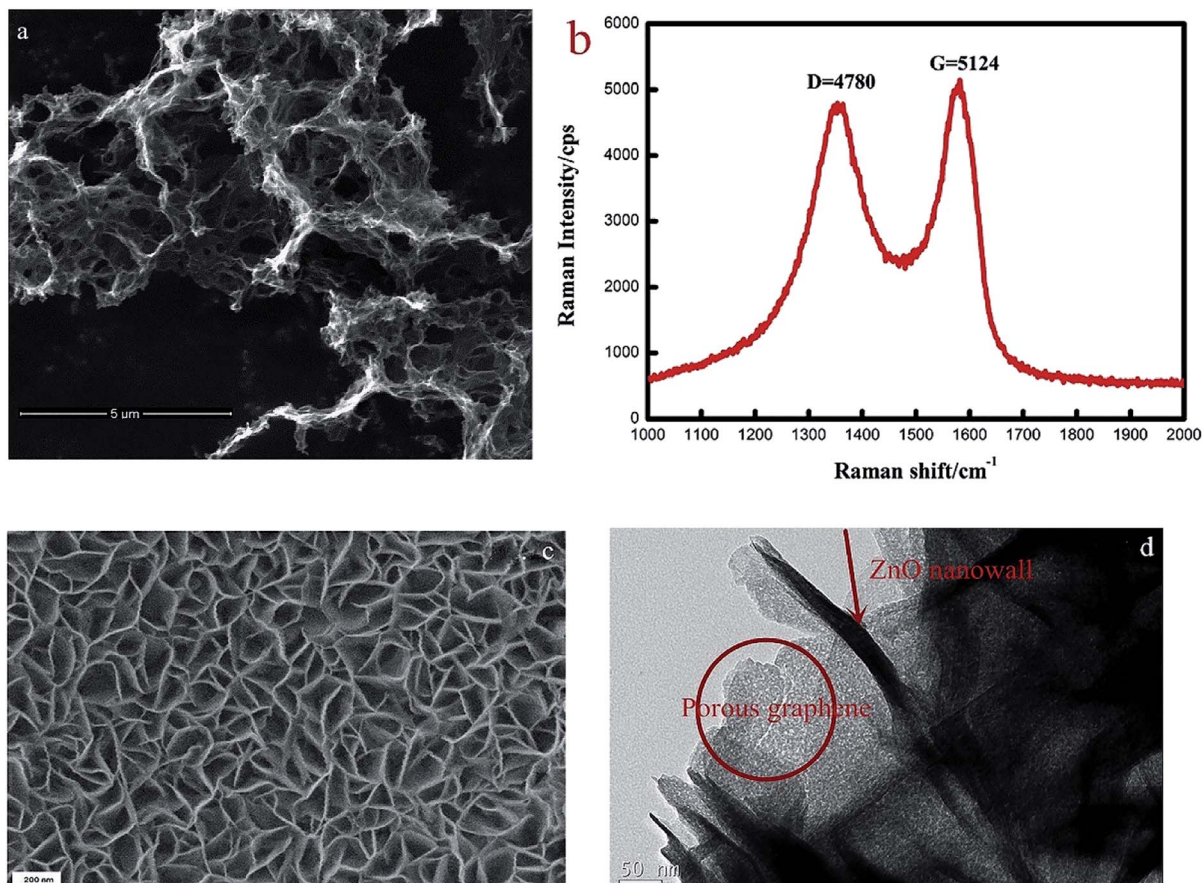 a
5 um
b
D=4780
G=5124
6000
5000
4000
3000
2000
1000
0
1000 1100 1200 1300 1400 1500 1600 1700 1800 1900 2000
Raman Intensity/cps
Raman shift/cm-1
c
200 nm
d
ZnO nanowall
Porous graphene
50 nm